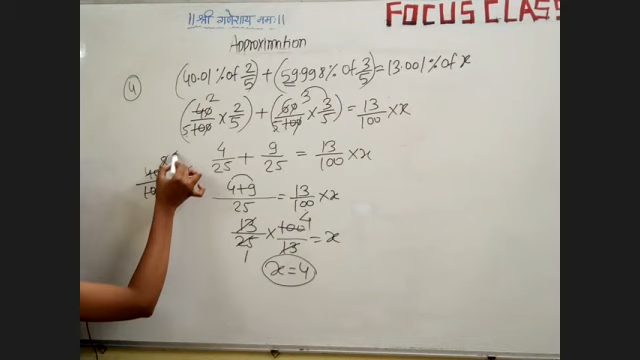 ||श्री गणेशाय नमः||
FOCUS CLASS
Approximation
④ (40.01% of 2/5) + (59.998% of 3/5) = 13.001% of x
(40/100 × 2/5) + (60/100 × 3/5) = 13/100 × x
4/25 + 9/25 = 13/100 × x
(4+9)/25 = 13/100 × x
13/25 × 100/13 = x
x = 4